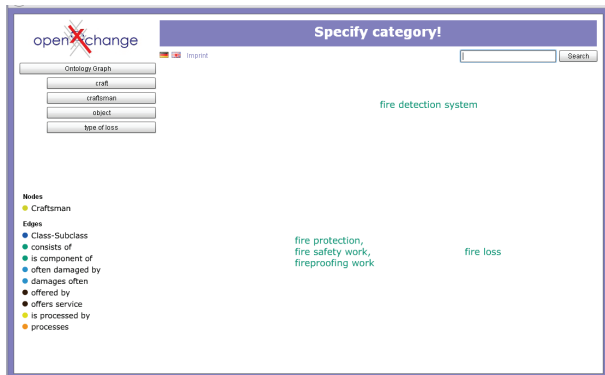 openXchange
Specify category!
Imprint
Search
Ontology Graph
craft
craftsman
object
type of loss
fire detection system
Nodes
Craftsman
Edges
Class-Subclass
consists of
is component of
often damaged by
damages often
offered by
offers service
is processed by
processes
fire protection,
fire safety work,
fireproofing work
fire loss